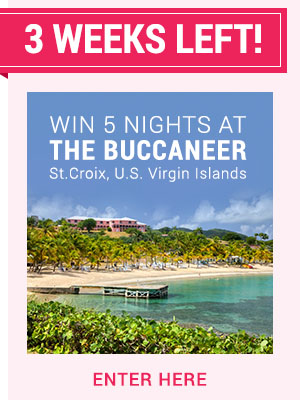 3 WEEKS LEFT!
WIN 5 NIGHTS AT
THE BUCCANEER
St.Croix, U.S. Virgin Islands
ENTER HERE